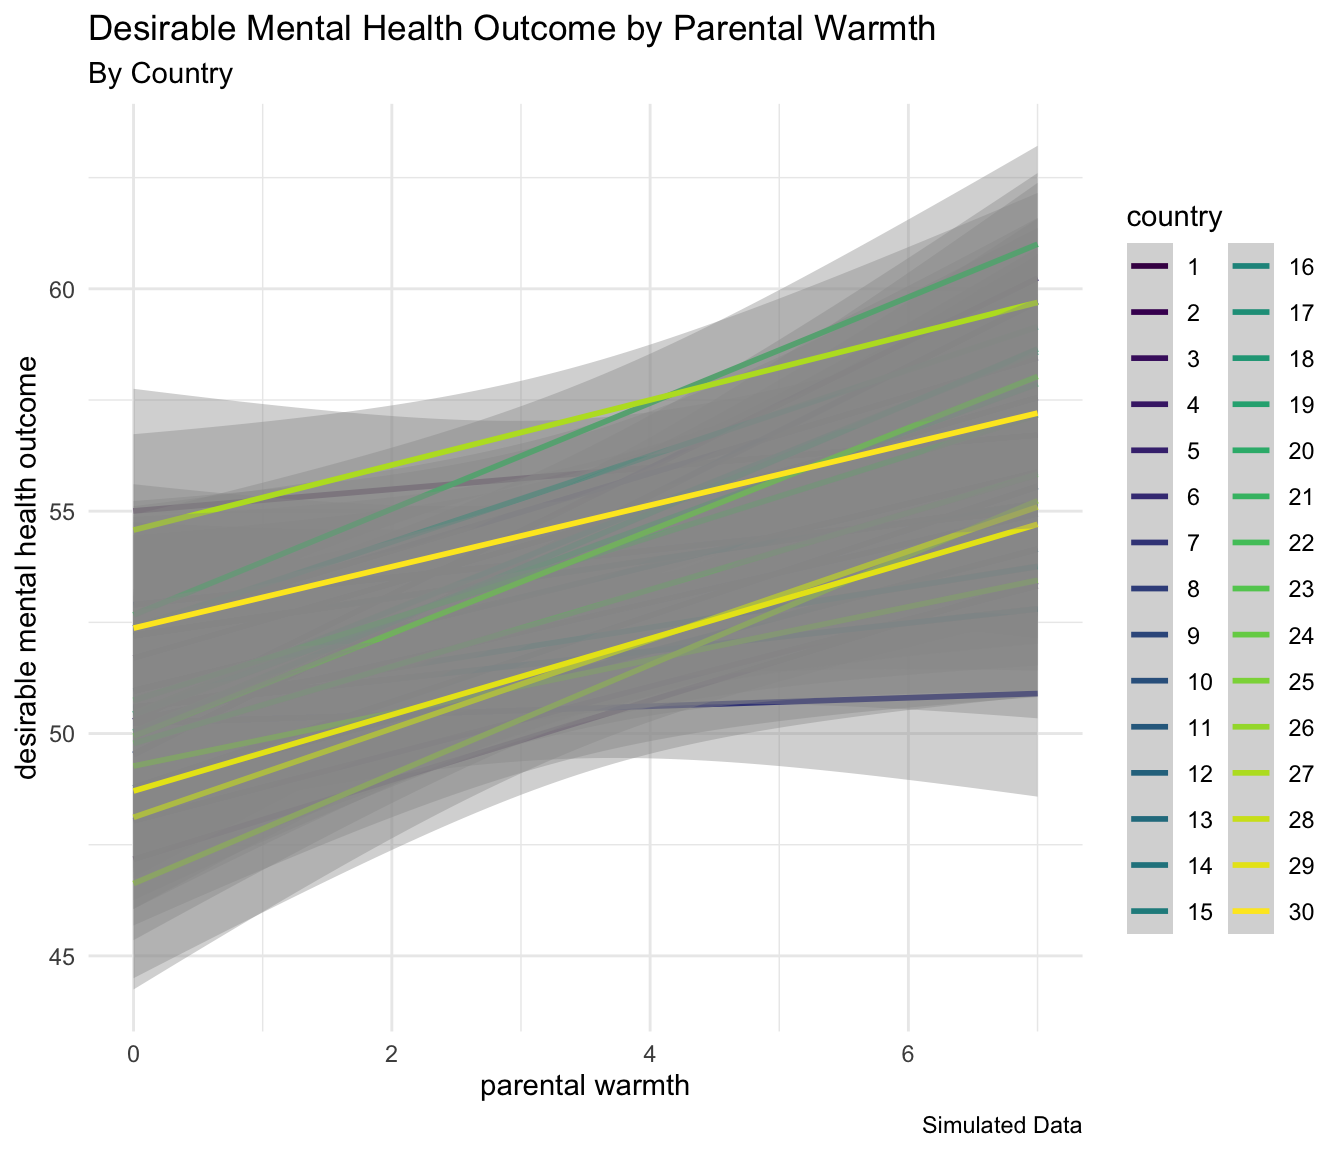 Desirable Mental Health Outcome by Parental Warmth
By Country
desirable mental health outcome
60
55
50
45
0 2 4 6
parental warmth
Simulated Data
country
1 16
2 17
3 18
4 19
5 20
6 21
7 22
8 23
9 24
10 25
11 26
12 27
13 28
14 29
15 30